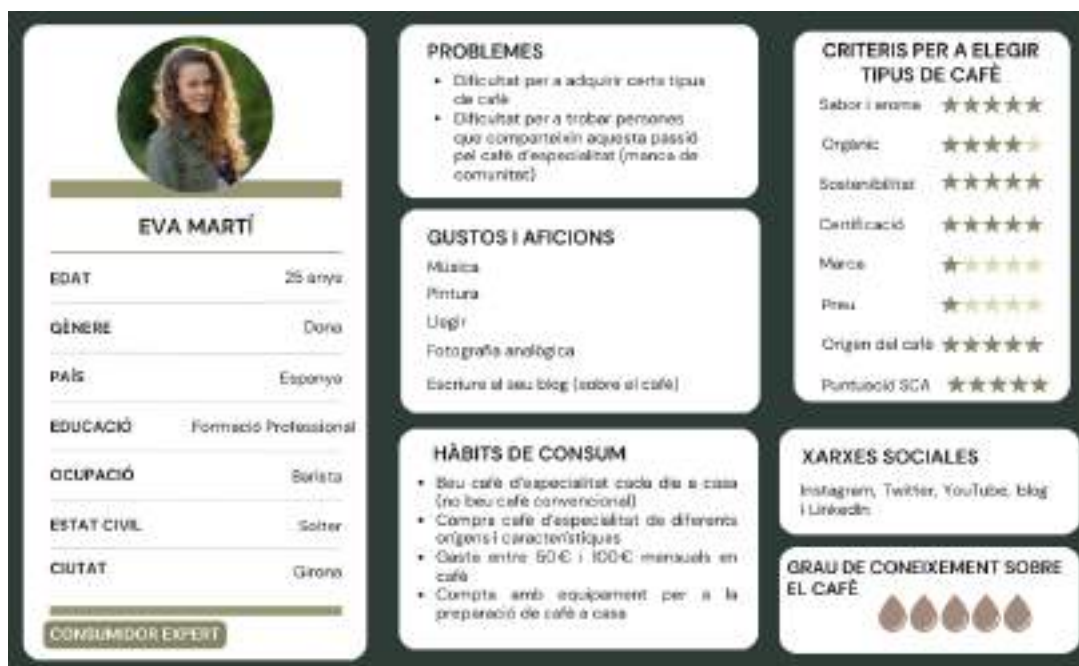 EVA MARTÍ
EDAT 25 anys
GÈNERE Dona
PAÍS Espanya
EDUCACIÓ Formació Professional
OCUPACIÓ Barista
ESTAT CIVIL Solter
CIUTAT Girona
CONSUMIDOR EXPERT
PROBLEMES
• Dificultat per a adquirir certs tipus
de cafè
• Dificultat per a trobar persones
que comparteixin aquesta passió
pel cafè d'especialitat (manca de
comunitat)
GUSTOS I AFICIONS
Música
Pintura
Llegir
Fotografia analògica
Escriure al seu blog (sobre el cafè)
HÀBITS DE CONSUM
• Beu cafè d'especialitat cada dia a casa
(no beu cafè convencional)
• Compra cafè d'especialitat de diferents
orígens i característiques
• Gasta entre 50€ i 100€ mensuals en
cafè
• Compta amb equipament per a la
preparació de cafè a casa
CRITERIS PER A ELEGIR
TIPUS DE CAFÈ
Sabor i aroma
Orgànic
Sostenibilitat
Certificació
Marca
Preu
Origen del cafè
Puntuació SCA
XARXES SOCIALES
Instagram, Twitter, YouTube, blog
i LinkedIn
GRAU DE CONEIXEMENT SOBRE
EL CAFÈ